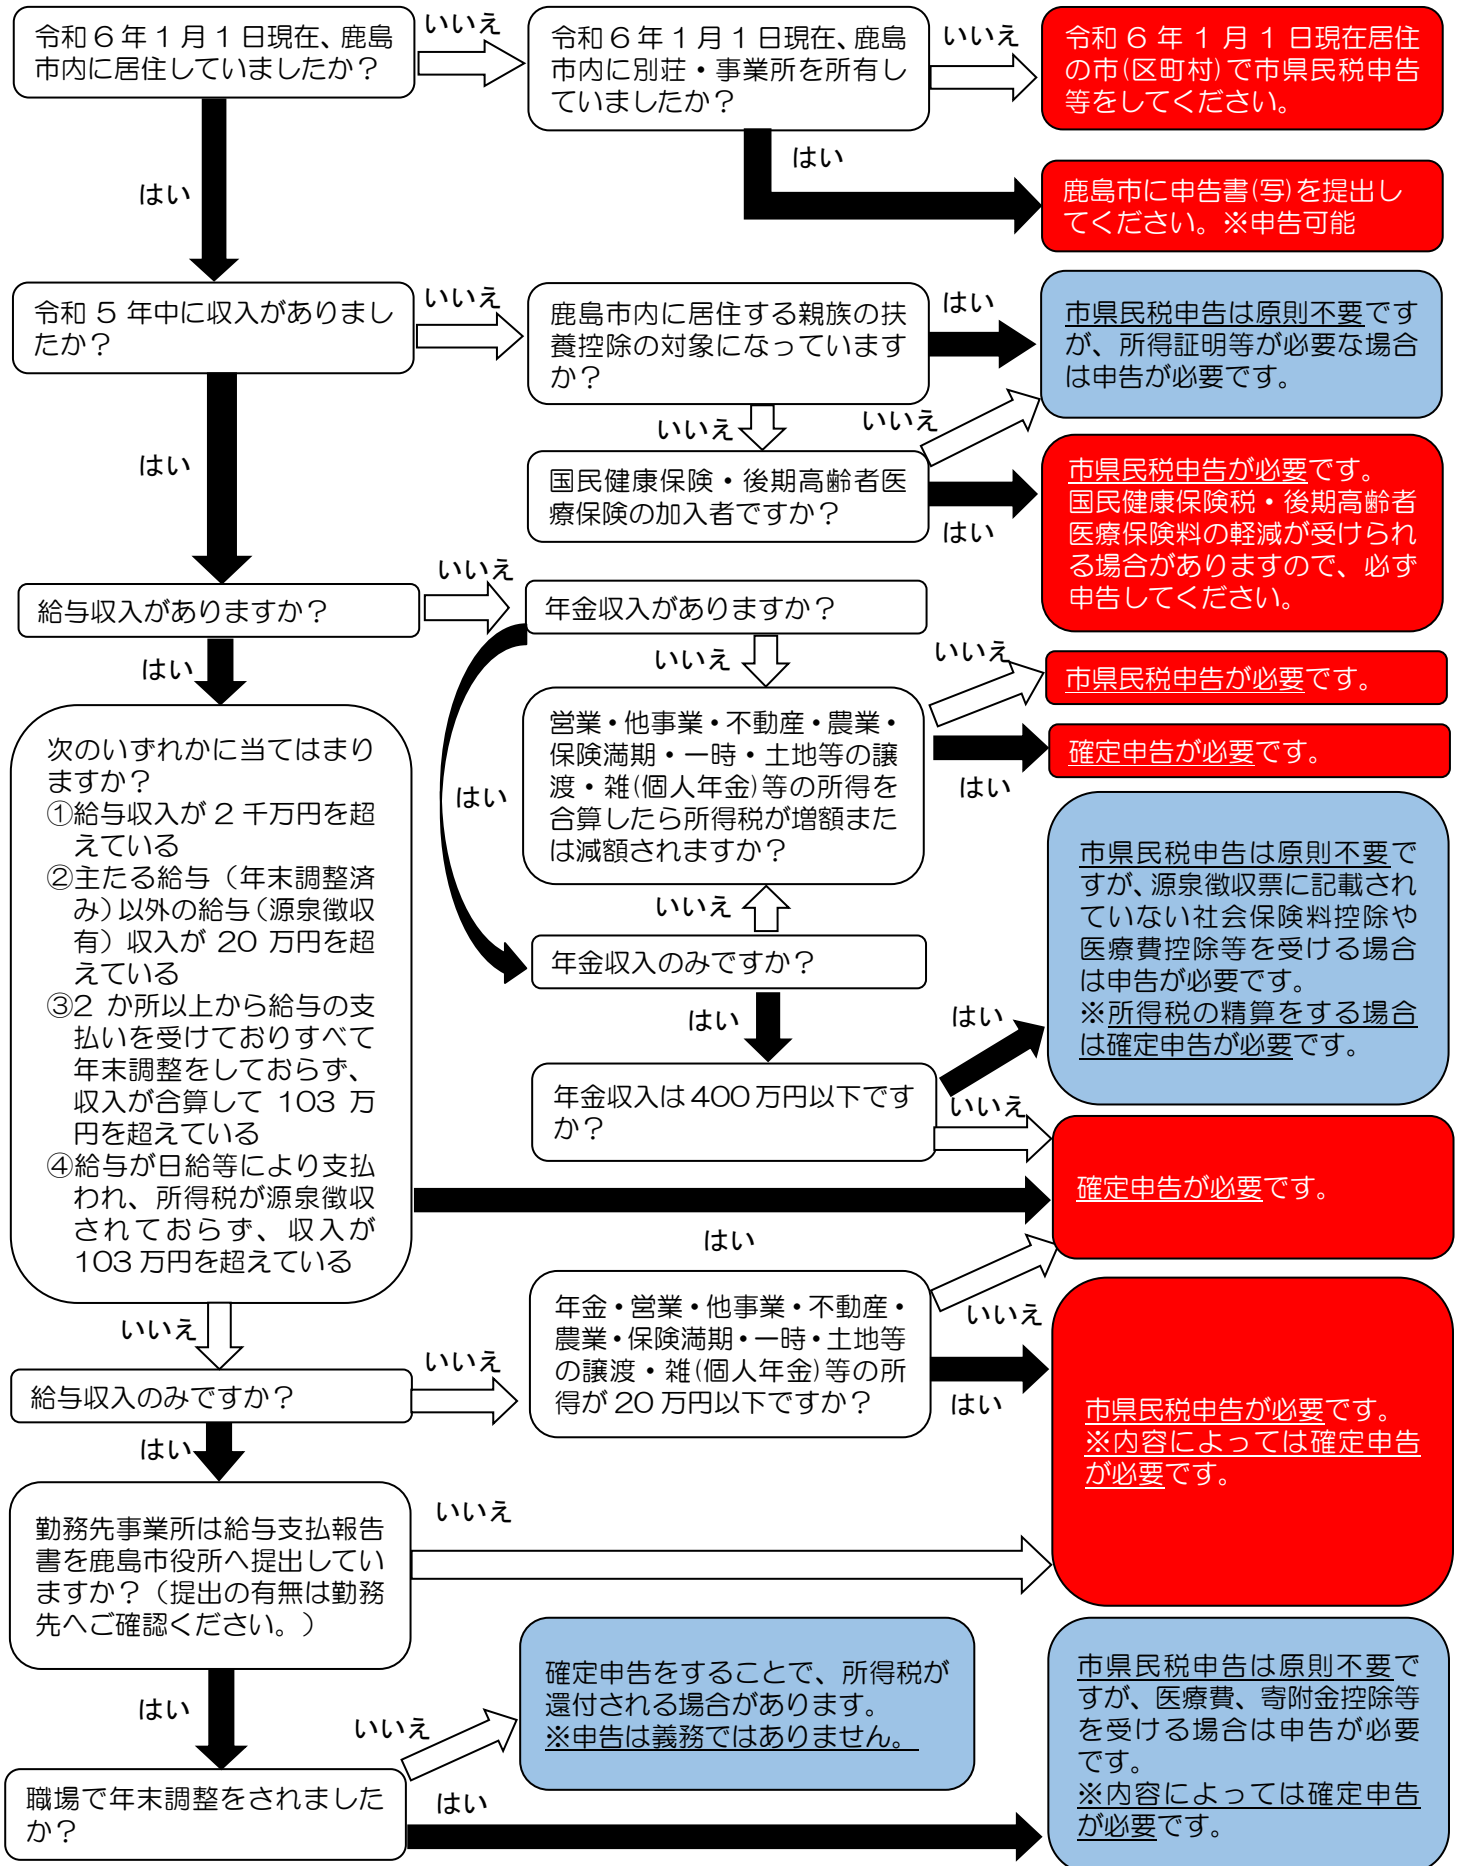 令和６年１月１日現在、鹿島
市内に居住していましたか？
いいえ
令和６年１月１日現在、鹿島
市内に別荘・事業所を所有し
ていましたか？
いいえ
令和６年１月１日現在居住
の市(区町村)で市県民税申告
等をしてください。
はい
はい
鹿島市に申告書(写)を提出し
てください。※申告可能
令和５年中に収入がありまし
たか？
いいえ
鹿島市内に居住する親族の扶
養控除の対象になっています
か？
はい
市県民税申告は原則不要です
が、所得証明等が必要な場合
は申告が必要です。
いいえ
いいえ
はい
国民健康保険・後期高齢者医
療保険の加入者ですか？
はい
市県民税申告が必要です。
国民健康保険税・後期高齢者
医療保険料の軽減が受けられ
る場合がありますので、必ず
申告してください。
給与収入がありますか？
いいえ
年金収入がありますか？
はい
いいえ
いいえ
市県民税申告が必要です。
営業・他事業・不動産・農業・
保険満期・一時・土地等の譲
渡・雑(個人年金)等の所得を
合算したら所得税が増額また
は減額されますか？
はい
確定申告が必要です。
はい
次のいずれかに当てはまり
ますか？
①給与収入が２千万円を超
えている
②主たる給与（年末調整済
み）以外の給与（源泉徴収
有）収入が 20 万円を超
えている
③2 か所以上から給与の支
払いを受けておりすべて
年末調整をしておらず、
収入が合算して 103 万
円を超えている
④給与が日給等により支払
われ、所得税が源泉徴収
されておらず、収入が
103 万円を超えている
いいえ
年金収入のみですか？
はい
はい
市県民税申告は原則不要で
すが、源泉徴収票に記載され
ていない社会保険料控除や
医療費控除等を受ける場合
は申告が必要です。
※所得税の精算をする場合
は確定申告が必要です。
年金収入は 400 万円以下です
か？
いいえ
確定申告が必要です。
はい
いいえ
年金・営業・他事業・不動産・
農業・保険満期・一時・土地等
の譲渡・雑(個人年金)等の所
得が 20 万円以下ですか？
いいえ
はい
給与収入のみですか？
いいえ
市県民税申告が必要です。
※内容によっては確定申告
が必要です。
はい
勤務先事業所は給与支払報告
書を鹿島市役所へ提出してい
ますか？（提出の有無は勤務
先へご確認ください。）
いいえ
はい
いいえ
確定申告をすることで、所得税が
還付される場合があります。
※申告は義務ではありません。
市県民税申告は原則不要で
すが、医療費、寄附金控除等
を受ける場合は申告が必要
です。
※内容によっては確定申告
が必要です。
職場で年末調整をされました
か？
はい